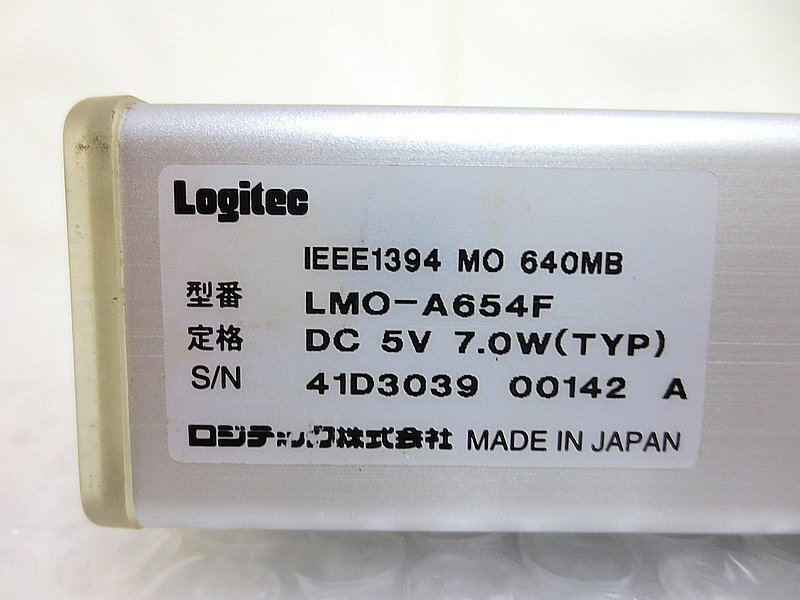 Logitec
IEEE1394 MO 640MB
型番 LMO-A654F
定格 DC 5V 7.0W(TYP)
S/N 41D3039 00142 A
ロジテック株式会社 MADE IN JAPAN